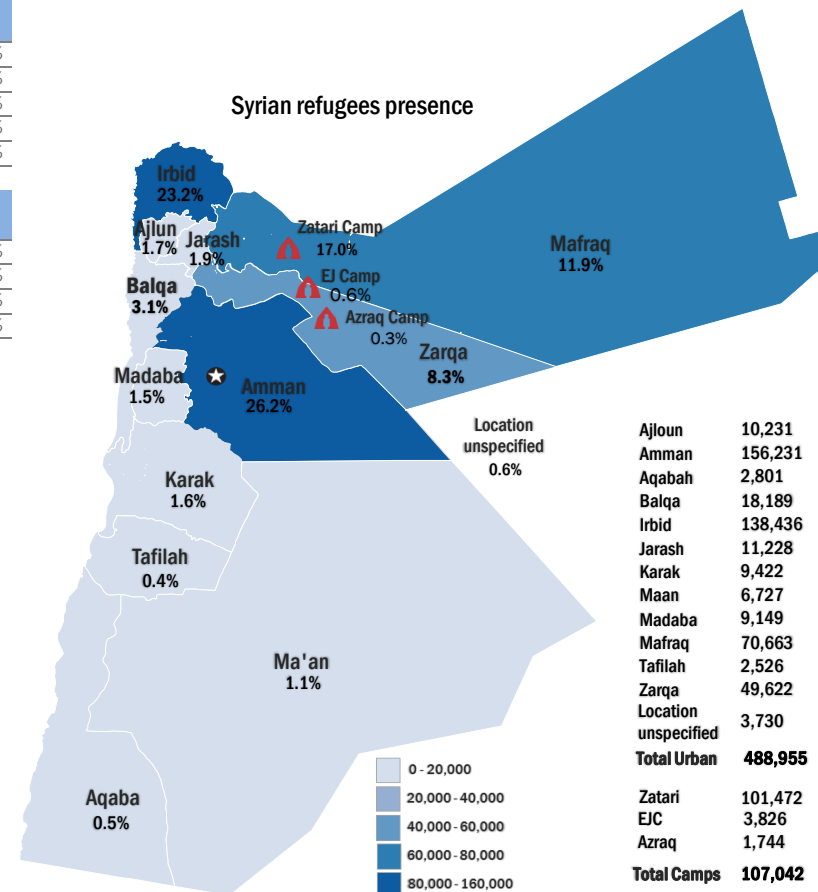 Syrian refugees presence
Irbid
23.2%
Ajlun
1.7%
Jarash
1.9%
Zatari Camp
17.0%
Mafraq
11.9%
EJ Camp
0.6%
Balqa
3.1%
Azraq Camp
0.3%
Zarqa
8.3%
Madaba
1.5%
Amman
26.2%
Location
unspecified
0.6%
Karak
1.6%
Tafilah
0.4%
Ma'an
1.1%
Aqaba
0.5%
0 - 20,000
20,000 - 40,000
40,000 - 60,000
60,000 - 80,000
80,000 - 160,000
Ajloun 10,231
Amman 156,231
Aqabah 2,801
Balqa 18,189
Irbid 138,436
Jarash 11,228
Karak 9,422
Maan 6,727
Madaba 9,149
Mafraq 70,663
Tafilah 2,526
Zarqa 49,622
Location
unspecified 3,730
Total Urban 488,955
Zatari 101,472
EJC 3,826
Azraq 1,744
Total Camps 107,042